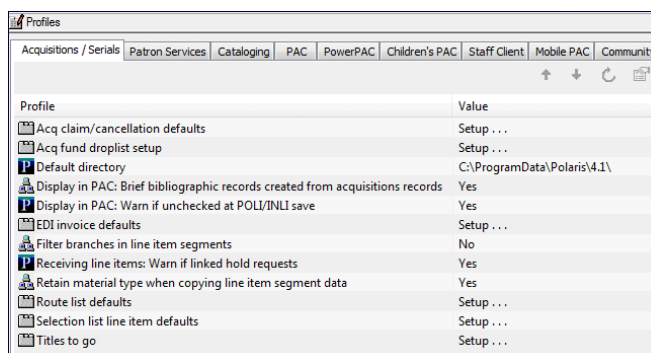 Profiles
Acquisitions / Serials Patron Services Cataloging PAC PowerPAC Children's PAC Staff Client Mobile PAC Community
Profile Value
Acq claim/cancellation defaults Setup . . .
Acq fund droplist setup Setup . . .
P Default directory C:\ProgramData\Polaris\4.1\
Display in PAC: Brief bibliographic records created from acquisitions records Yes
P Display in PAC: Warn if unchecked at POLI/INLI save Yes
EDI invoice defaults Setup . . .
Filter branches in line item segments No
P Receiving line items: Warn if linked hold requests Yes
Retain material type when copying line item segment data Yes
Route list defaults Setup . . .
Selection list line item defaults Setup . . .
Titles to go Setup . . .